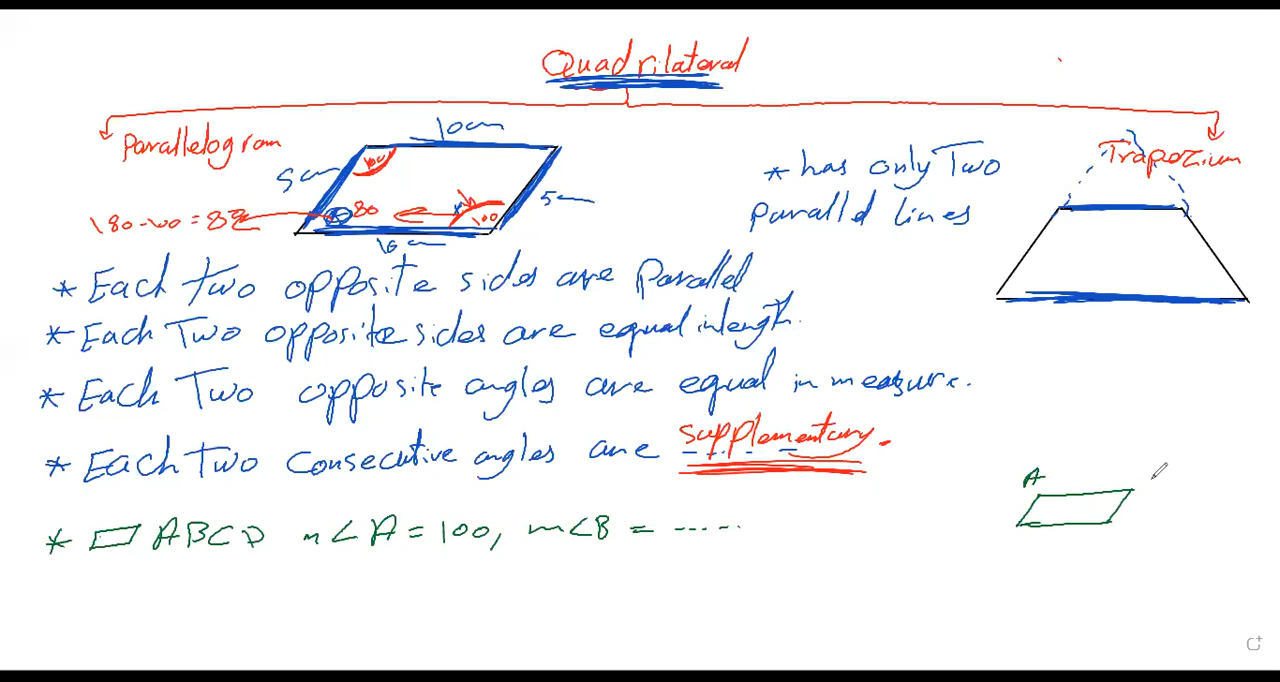 Quadrilateral
Parallelogram
10cm
5cm
100
80
100
5cm
10cm
180-100 = 80
* has only Two
parallel lines
Trapezium
* Each two opposite sides are parallel
* Each Two opposite sides are equal in length.
* Each Two opposite angles are equal in measure.
* Each Two consecutive angles are supplementary.
* ▱ ABCD m∠A = 100, m∠B = ......
A